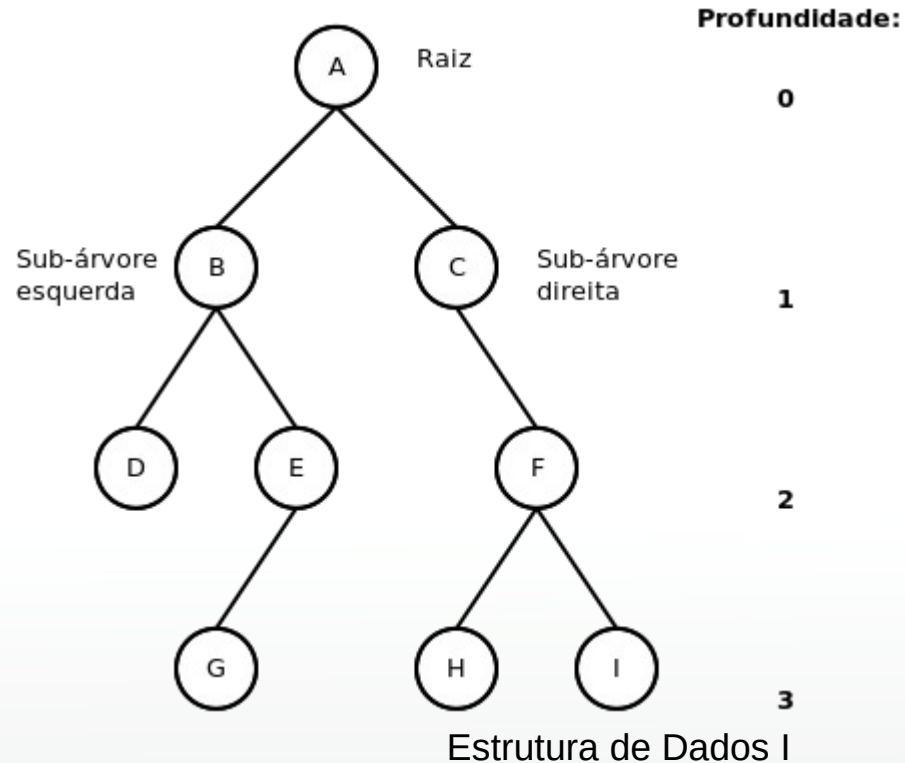 Profundidade:
A
Raiz
0
Sub-árvore
esquerda
B
C
Sub-árvore
direita
1
D
E
F
2
G
H
I
3
Estrutura de Dados I